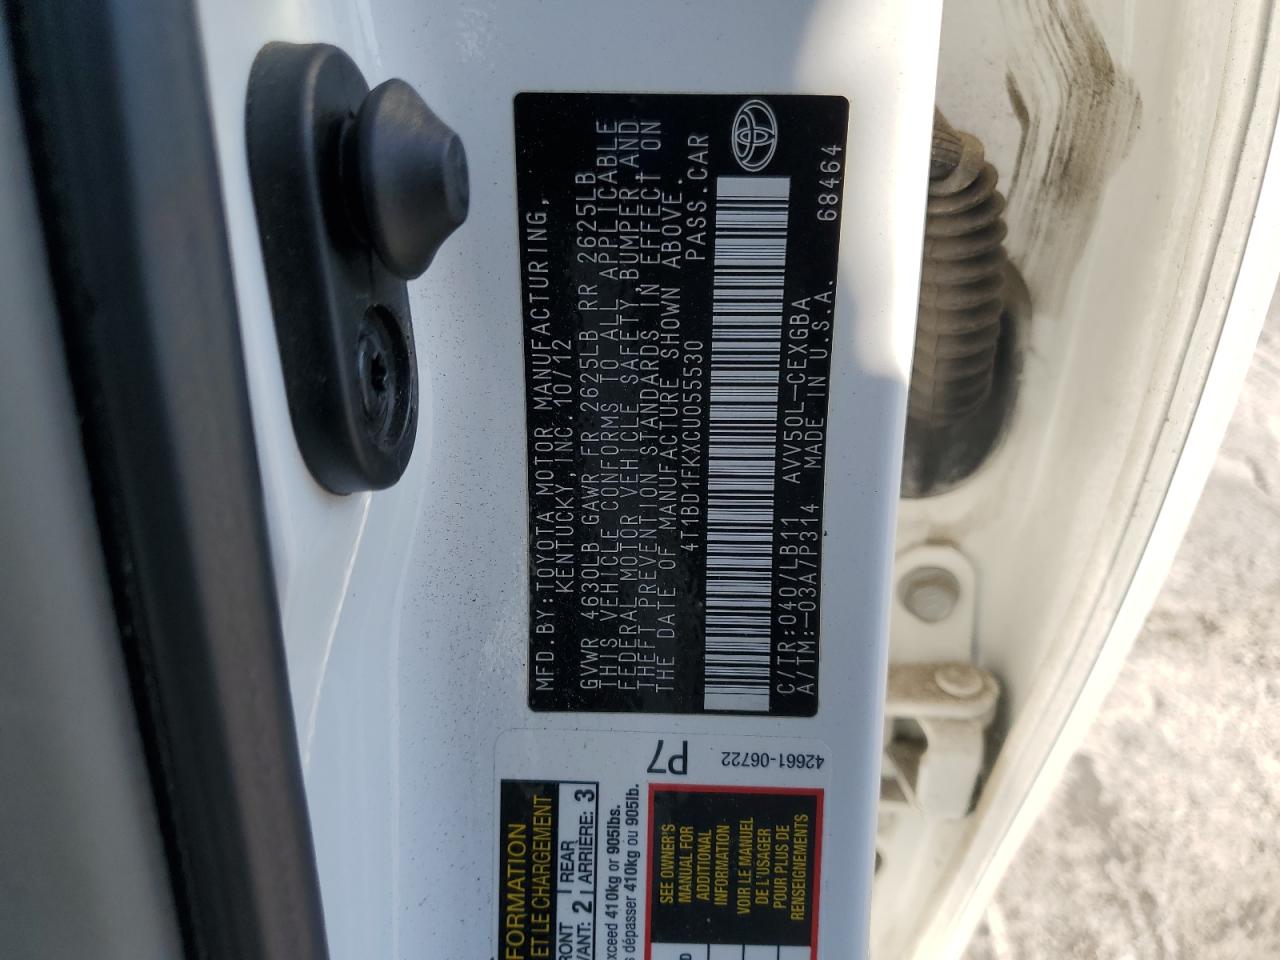 MFD.BY:TOYOTA MOTOR MANUFACTURING,
KENTUCKY,INC.10/12
GVWR 4630LB GAWR FR 2625LB RR 2625LB
THIS VEHICLE CONFORMS TO ALL APPLICABLE
FEDERAL MOTOR VEHICLE SAFETY,BUMPER,AND
THEFT PREVENTION STANDARDS IN EFFECT ON
THE DATE OF MANUFACTURE SHOWN ABOVE.
4T1BD1FKXCU055530 PASS.CAR
C/TR:040/LB11 AVV50L-CEXGBA
A/TM:-03A/P314 MADE IN U.S.A. 68464
P7
42661-06722
FORMATION
ET LE CHARGEMENT
RONT 2 REAR 3
VANT: ARRIÈRE:
xceed 410kg or 905lbs.
dépasser 410kg ou 905lb.
SEE OWNER'S
MANUAL FOR
ADDITIONAL
INFORMATION
VOIR LE MANUEL
DE L'USAGER
POUR PLUS DE
RENSEIGNEMENTS
D